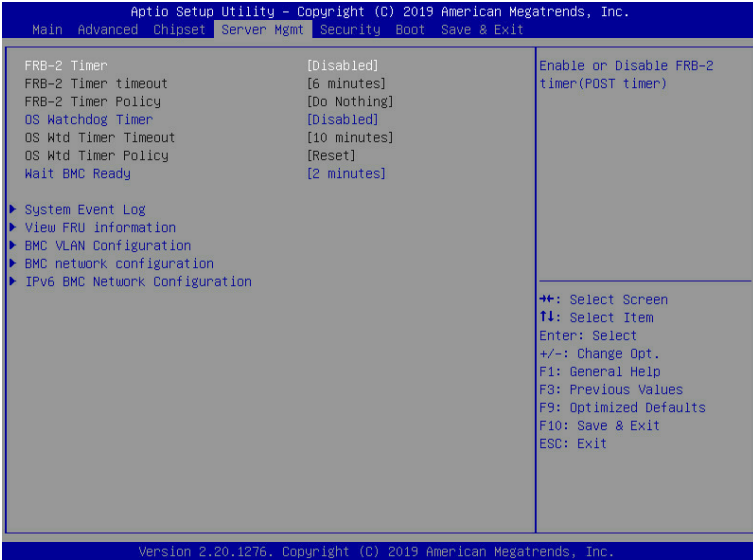 Aptio Setup Utility – Copyright (C) 2019 American Megatrends, Inc.
Main Advanced Chipset Server Mgmt Security Boot Save & Exit
FRB-2 Timer [Disabled]
FRB-2 Timer timeout [6 minutes]
FRB-2 Timer Policy [Do Nothing]
OS Watchdog Timer [Disabled]
OS Wtd Timer Timeout [10 minutes]
OS Wtd Timer Policy [Reset]
Wait BMC Ready [2 minutes]
System Event Log
View FRU information
BMC VLAN Configuration
BMC network configuration
IPv6 BMC Network Configuration
Enable or Disable FRB-2
timer(POST timer)
→←: Select Screen
↑↓: Select Item
Enter: Select
+/-: Change Opt.
F1: General Help
F3: Previous Values
F9: Optimized Defaults
F10: Save & Exit
ESC: Exit
Version 2.20.1276. Copyright (C) 2019 American Megatrends, Inc.